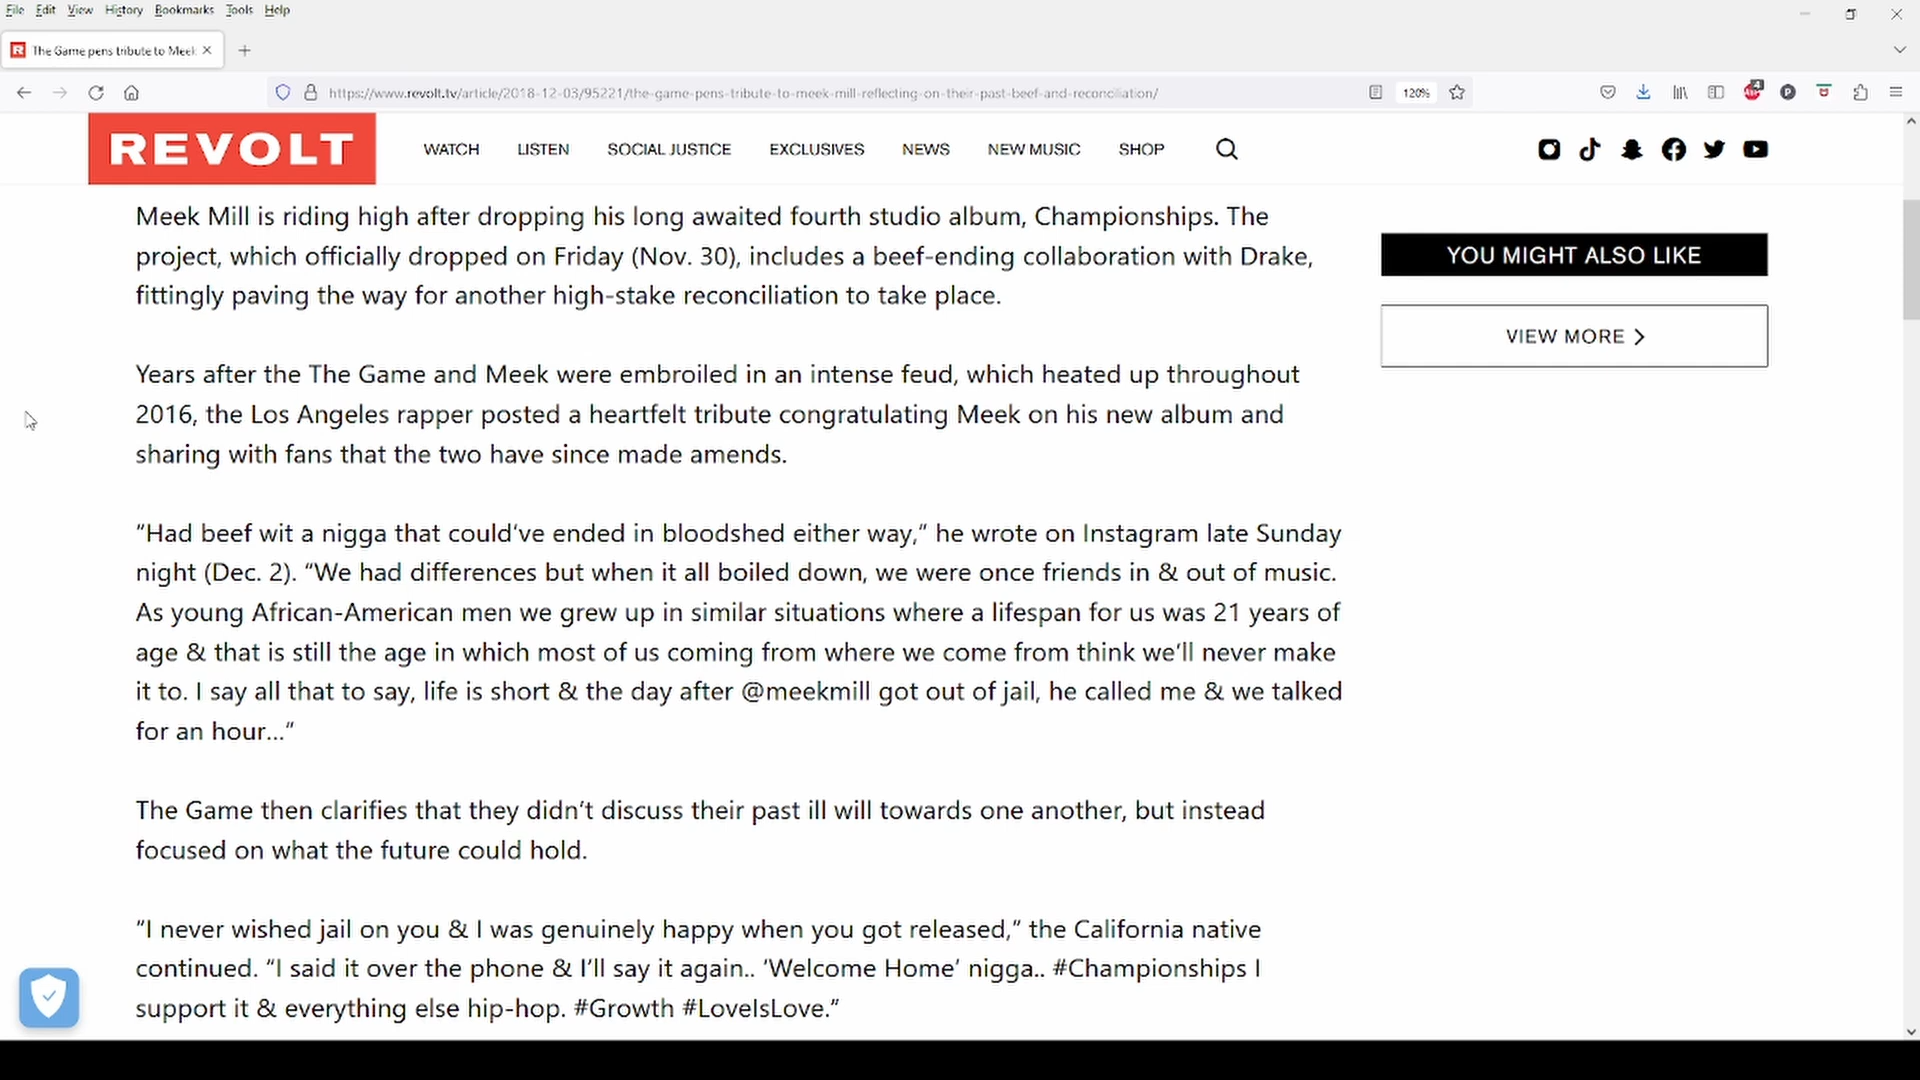 File Edit View History Bookmarks Tools Help
The Game pens tribute to Meek
https://www.revolt.tv/article/2018-12-03/95221/the-game-pens-tribute-to-meek-mill-reflecting-on-their-past-beef-and-reconciliation/
120%
4
REVOLT WATCH LISTEN SOCIAL JUSTICE EXCLUSIVES NEWS NEW MUSIC SHOP
Meek Mill is riding high after dropping his long awaited fourth studio album, Championships. The
project, which officially dropped on Friday (Nov. 30), includes a beef-ending collaboration with Drake,
fittingly paving the way for another high-stake reconciliation to take place.
Years after the The Game and Meek were embroiled in an intense feud, which heated up throughout
2016, the Los Angeles rapper posted a heartfelt tribute congratulating Meek on his new album and
sharing with fans that the two have since made amends.
“Had beef wit a nigga that could’ve ended in bloodshed either way,” he wrote on Instagram late Sunday
night (Dec. 2). “We had differences but when it all boiled down, we were once friends in & out of music.
As young African-American men we grew up in similar situations where a lifespan for us was 21 years of
age & that is still the age in which most of us coming from where we come from think we’ll never make
it to. I say all that to say, life is short & the day after @meekmill got out of jail, he called me & we talked
for an hour...”
The Game then clarifies that they didn’t discuss their past ill will towards one another, but instead
focused on what the future could hold.
“I never wished jail on you & I was genuinely happy when you got released,” the California native
continued. “I said it over the phone & I’ll say it again.. ‘Welcome Home’ nigga.. #Championships I
support it & everything else hip-hop. #Growth #LoveIsLove.”
YOU MIGHT ALSO LIKE
VIEW MORE